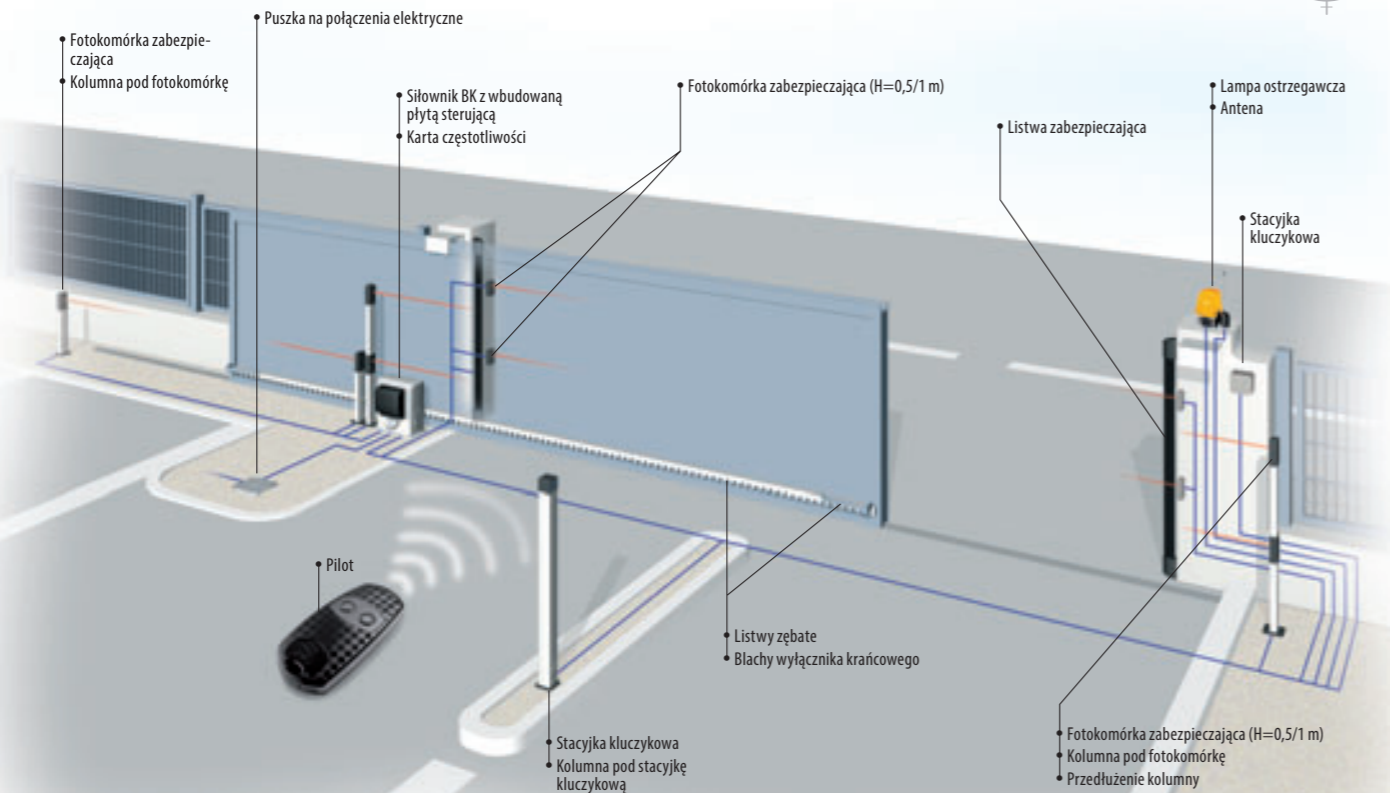 Puszka na połączenia elektryczne
Fotokomórka zabezpie-
czająca
Kolumna pod fotokomórkę
Siłownik BK z wbudowaną
płytą sterującą
Karta częstotliwości
Fotokomórka zabezpieczająca (H=0,5/1 m)
Lampa ostrzegawcza
Antena
Listwa zabezpieczająca
Stacyjka
kluczykowa
Pilot
Listwy zębate
Blachy wyłącznika krańcowego
Stacyjka kluczykowa
Kolumna pod stacyjkę
kluczykową
Fotokomórka zabezpieczająca (H=0,5/1 m)
Kolumna pod fotokomórkę
Przedłużenie kolumny